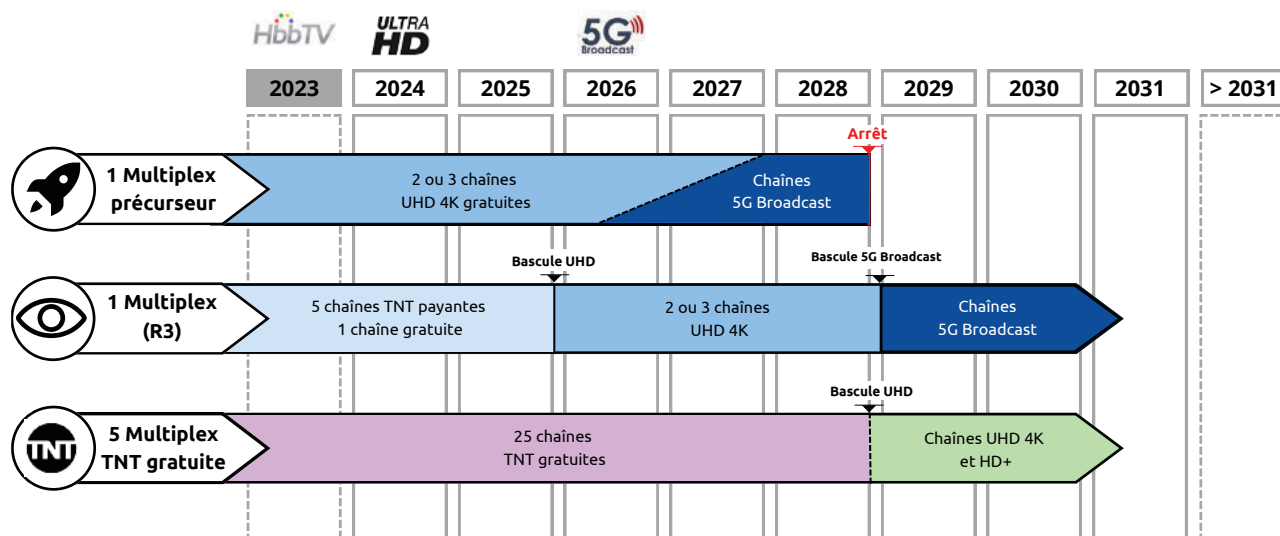 HbbTV
ULTRA
HD
5G
Broadcast
2023
2024
2025
2026
2027
2028
2029
2030
2031
> 2031
Arrêt
1 Multiplex
précurseur
2 ou 3 chaînes
UHD 4K gratuites
Chaînes
5G Broadcast
Bascule UHD
Bascule 5G Broadcast
1 Multiplex
(R3)
5 chaînes TNT payantes
1 chaîne gratuite
2 ou 3 chaînes
UHD 4K
Chaînes
5G Broadcast
Bascule UHD
TNT
5 Multiplex
TNT gratuite
25 chaînes
TNT gratuites
Chaînes UHD 4K
et HD+